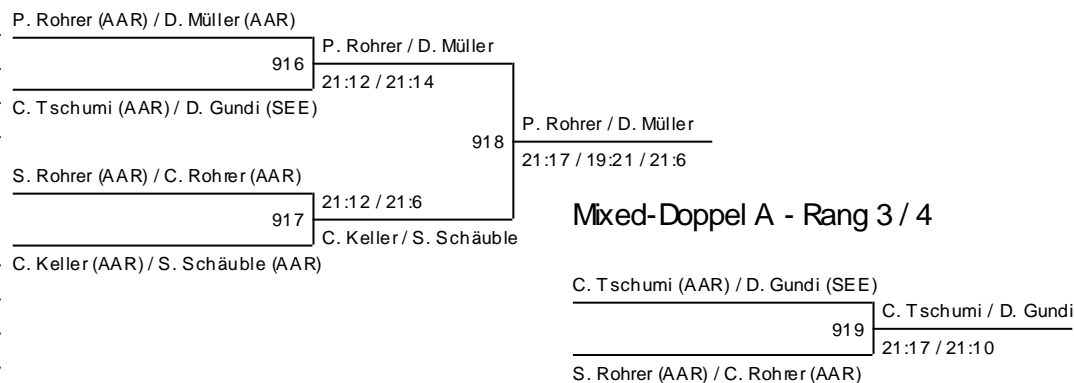 P. Rohrer (AAR) / D. Müller (AAR)
P. Rohrer / D. Müller
916
21:12 / 21:14
C. Tschumi (AAR) / D. Gundi (SEE)
P. Rohrer / D. Müller
918
21:17 / 19:21 / 21:6
S. Rohrer (AAR) / C. Rohrer (AAR)
21:12 / 21:6
917
C. Keller / S. Schäuble
C. Keller (AAR) / S. Schäuble (AAR)
Mixed-Doppel A - Rang 3 / 4
C. Tschumi (AAR) / D. Gundi (SEE)
C. Tschumi / D. Gundi
919
21:17 / 21:10
S. Rohrer (AAR) / C. Rohrer (AAR)